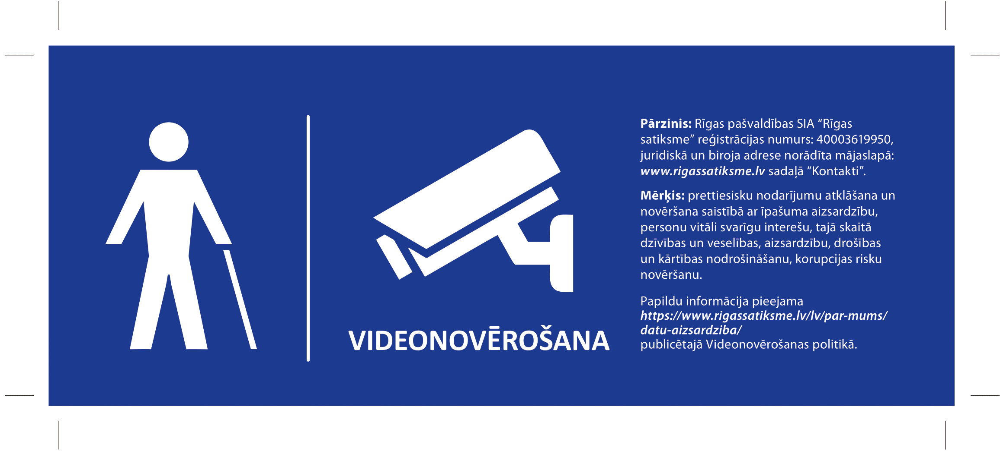 VIDEONOVĒROŠANA
Pārzinis: Rīgas pašvaldības SIA “Rīgas
satiksme” reģistrācijas numurs: 40003619950,
juridiskā un biroja adrese norādīta mājaslapā:
www.rigassatiksme.lv sadaļā “Kontakti”.
Mērķis: prettiesisku nodarījumu atklāšana un
novēršana saistībā ar īpašuma aizsardzību,
personu vitāli svarīgu interešu, tajā skaitā
dzīvības un veselības, aizsardzību, drošības
un kārtības nodrošināšanu, korupcijas risku
novēršanu.
Papildu informācija pieejama
https://www.rigassatiksme.lv/lv/par-mums/
datu-aizsardziba/
publicētajā Videonovērošanas politikā.